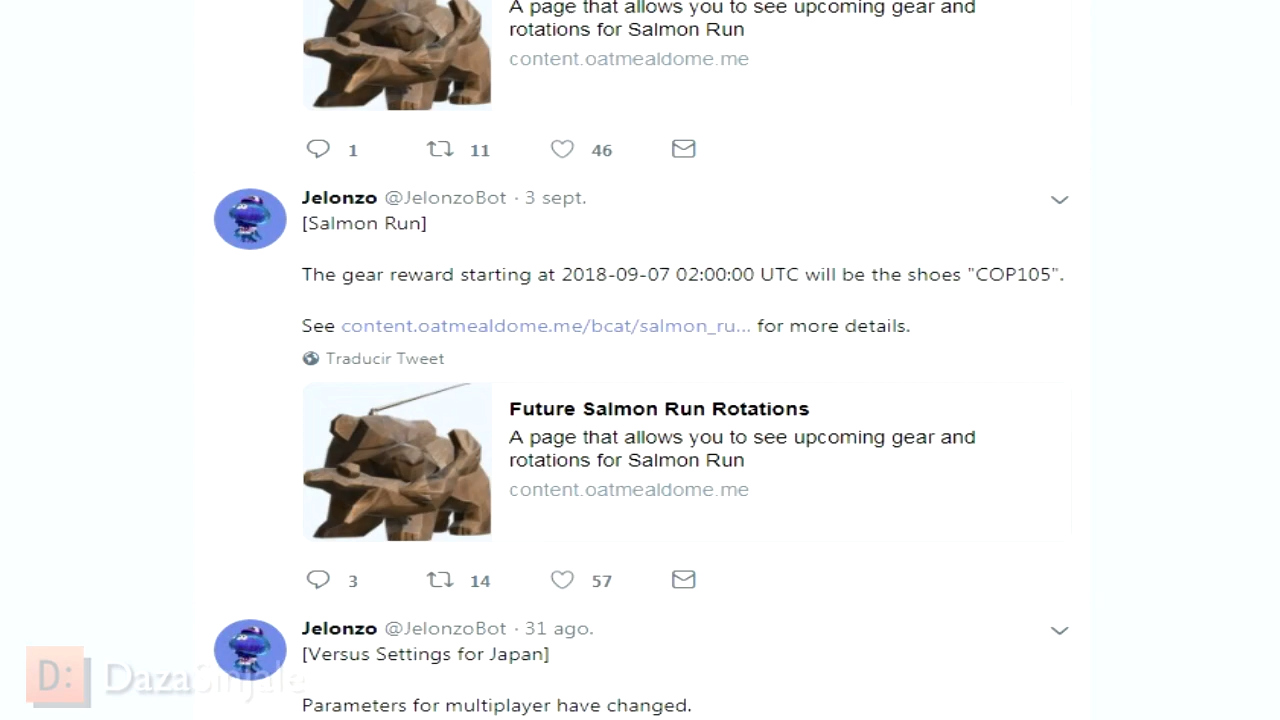 A page that allows you to see upcoming gear and
rotations for Salmon Run
content.oatmealdome.me
1 11 46
Jelonzo @JelonzoBot · 3 sept.
[Salmon Run]
The gear reward starting at 2018-09-07 02:00:00 UTC will be the shoes "COP105".
See content.oatmealdome.me/bcat/salmon_ru... for more details.
Traducir Tweet
Future Salmon Run Rotations
A page that allows you to see upcoming gear and
rotations for Salmon Run
content.oatmealdome.me
3 14 57
Jelonzo @JelonzoBot · 31 ago.
[Versus Settings for Japan]
D:
Parameters for multiplayer have changed.